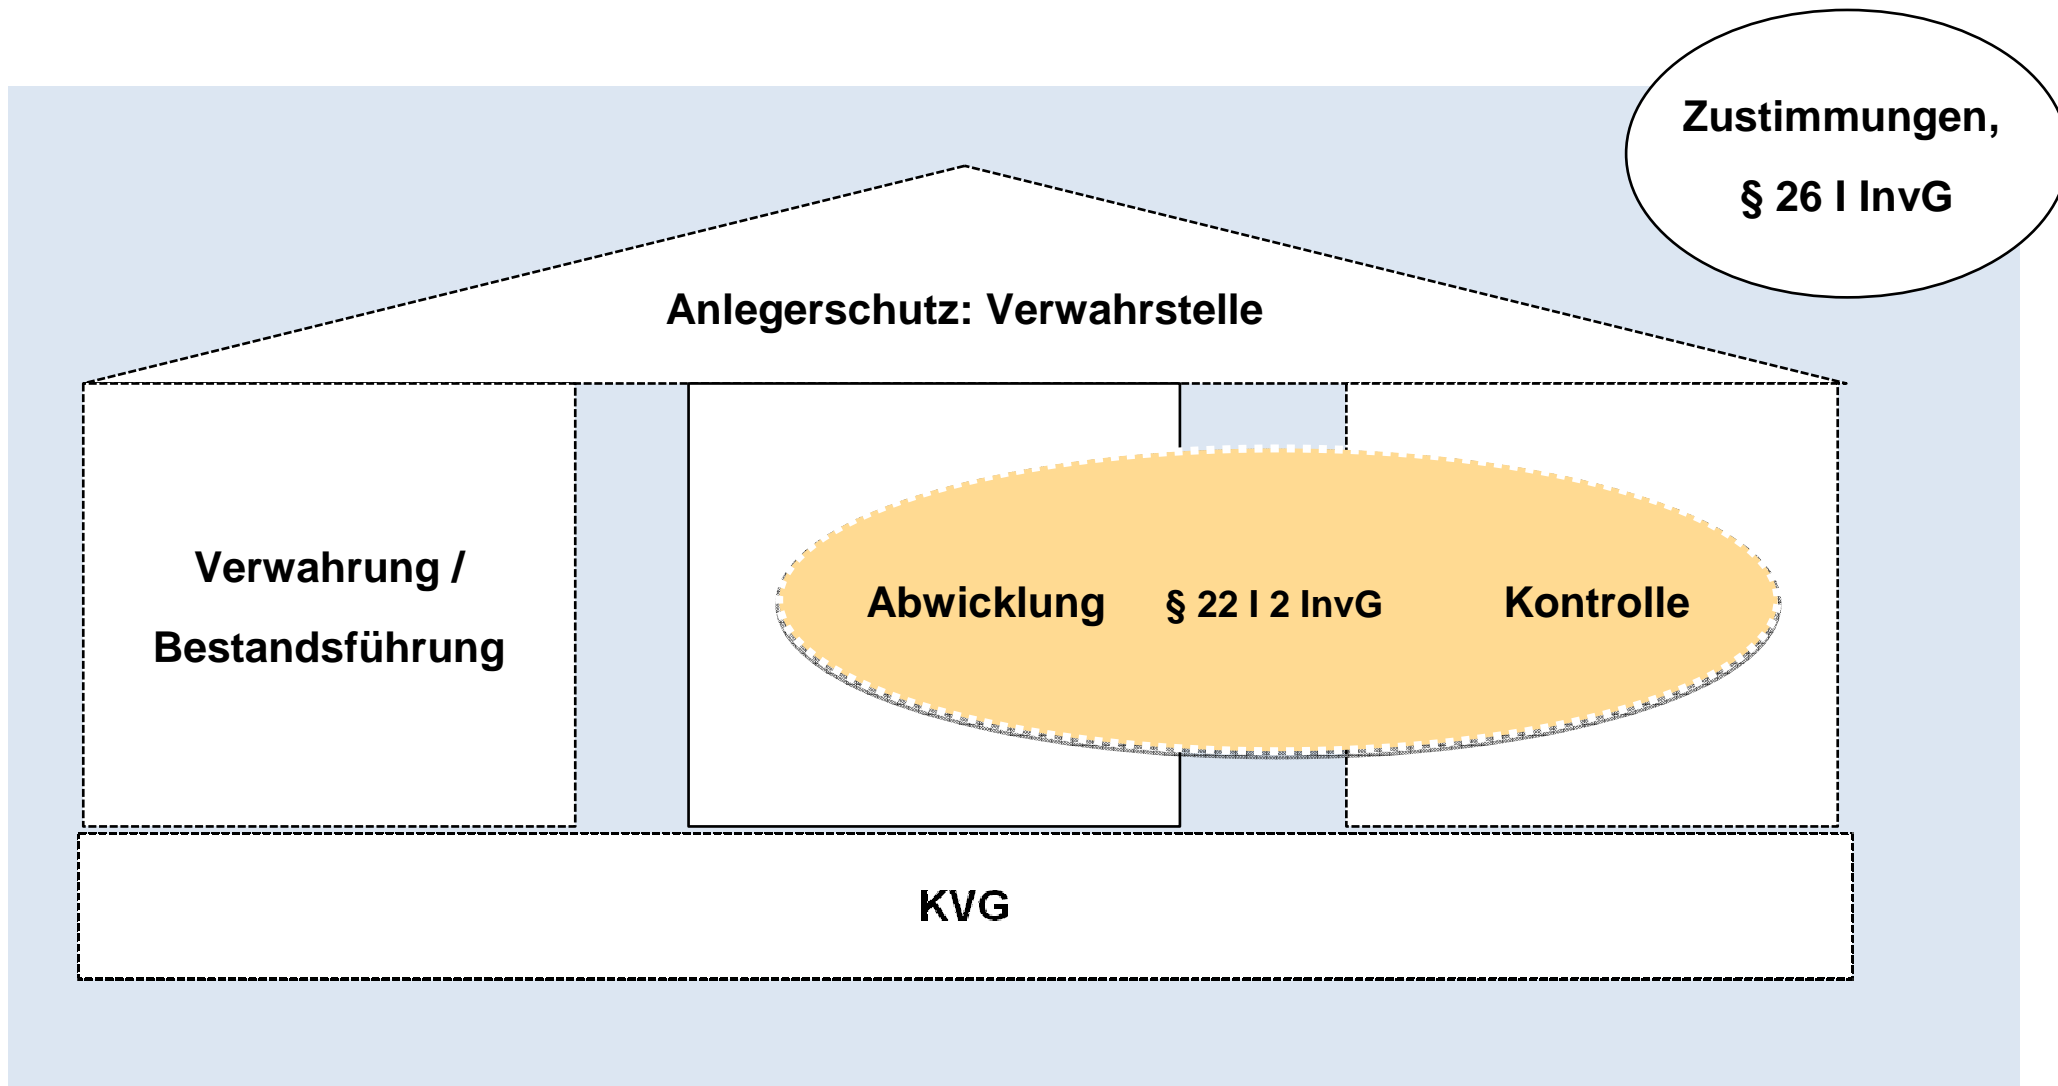 Zustimmungen,
§ 26 I InvG
Anlegerschutz: Verwahrstelle
Verwahrung /
Bestandsführung
Abwicklung § 22 I 2 InvG Kontrolle
KVG